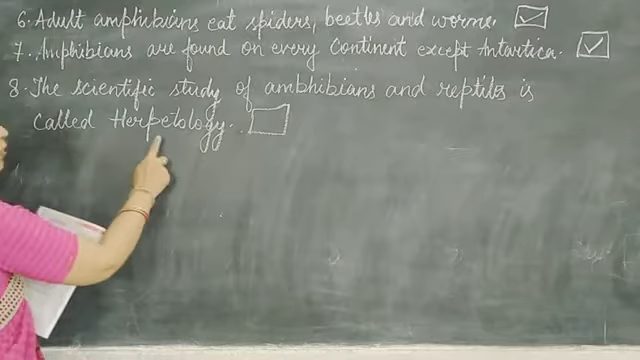 6. Adult amphibians eat spiders, beetles and worms. ☑
7. Amphibians are found on every Continent except Antartica. ☑
8. The scientific study of ambhibians and reptiles is
called Herpetology. ☐